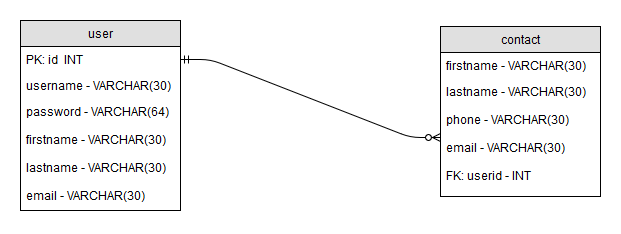 user
PK: id INT
username - VARCHAR(30)
password - VARCHAR(64)
firstname - VARCHAR(30)
lastname - VARCHAR(30)
email - VARCHAR(30)
contact
firstname - VARCHAR(30)
lastname - VARCHAR(30)
phone - VARCHAR(30)
email - VARCHAR(30)
FK: userid - INT